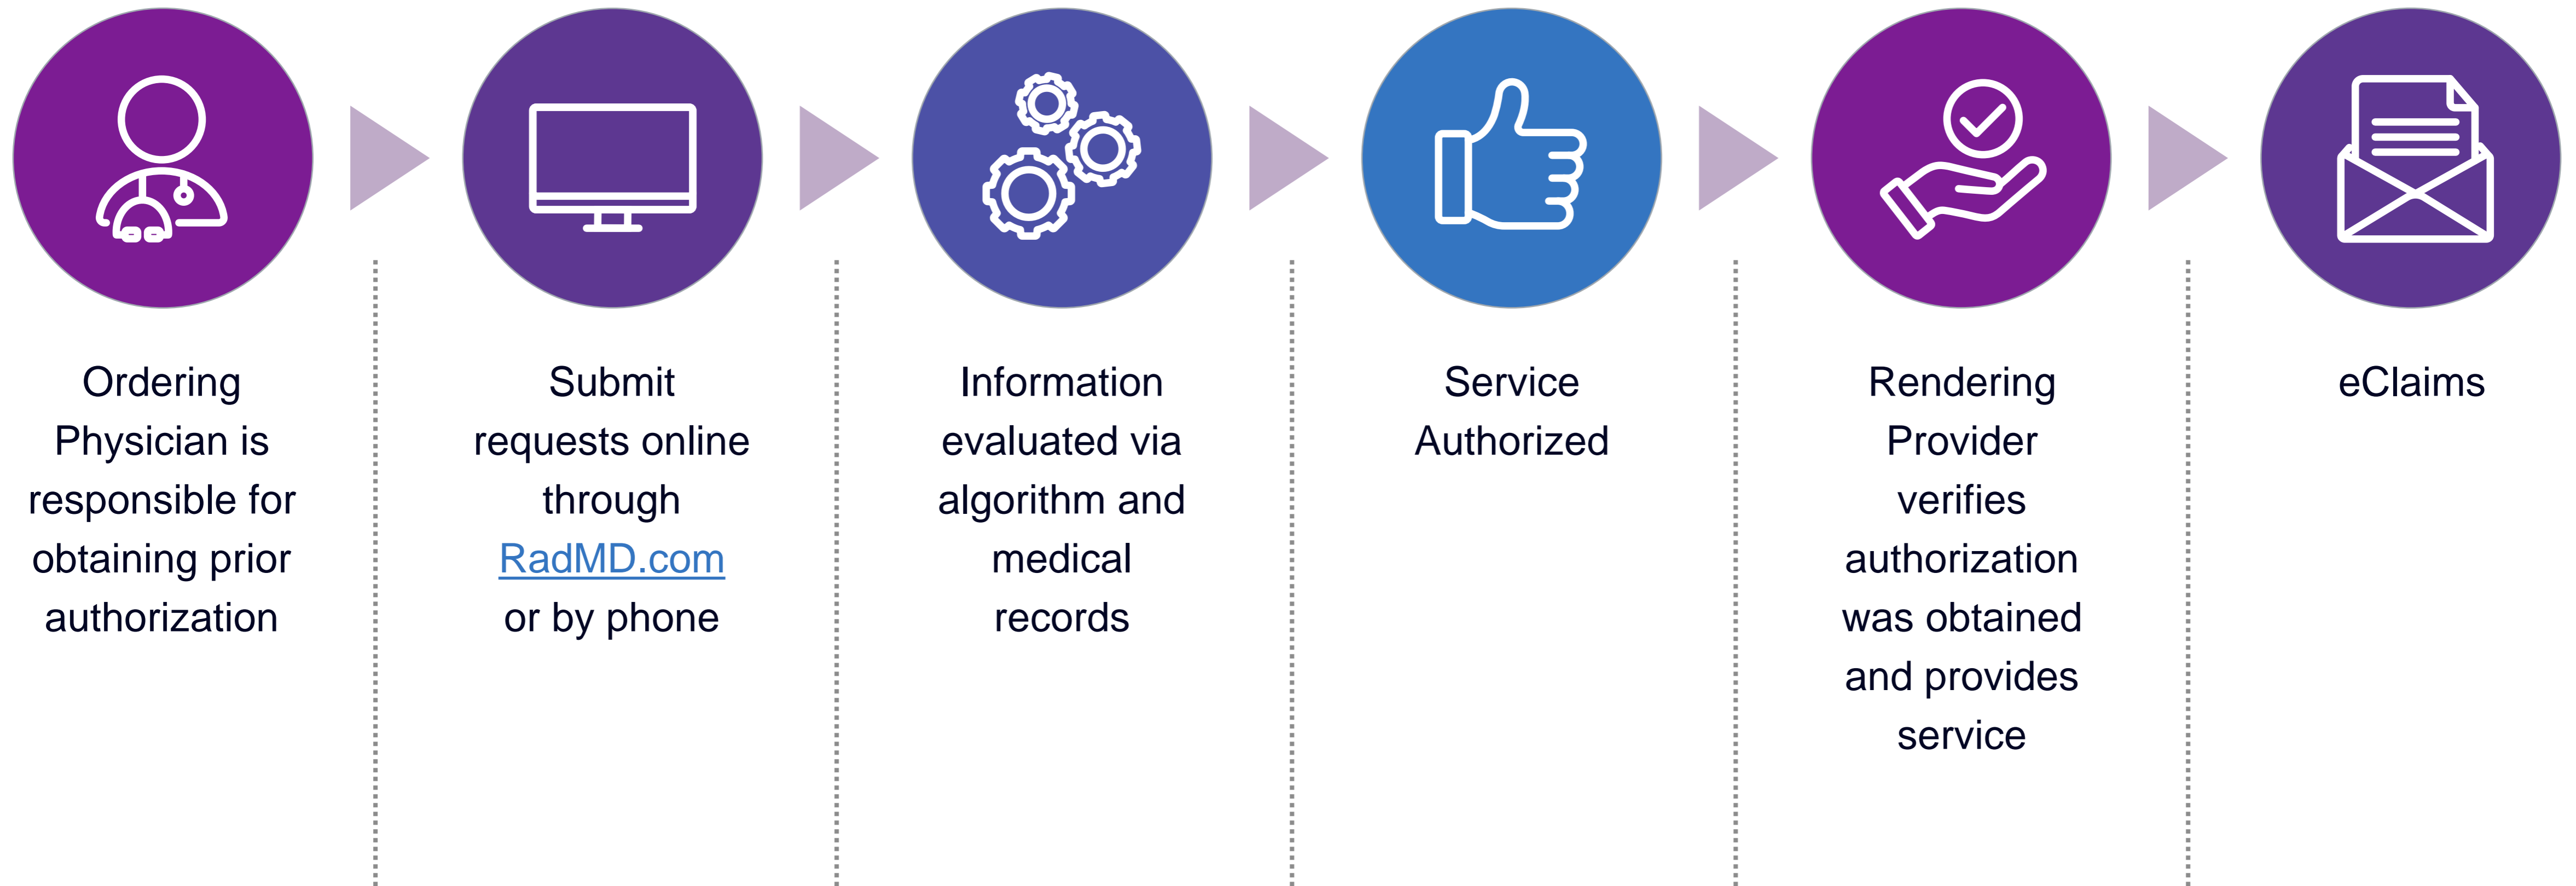 Ordering
Physician is
responsible for
obtaining prior
authorization
Submit
requests online
through
RadMD.com
or by phone
Information
evaluated via
algorithm and
medical
records
Service
Authorized
Rendering
Provider
verifies
authorization
was obtained
and provides
service
eClaims